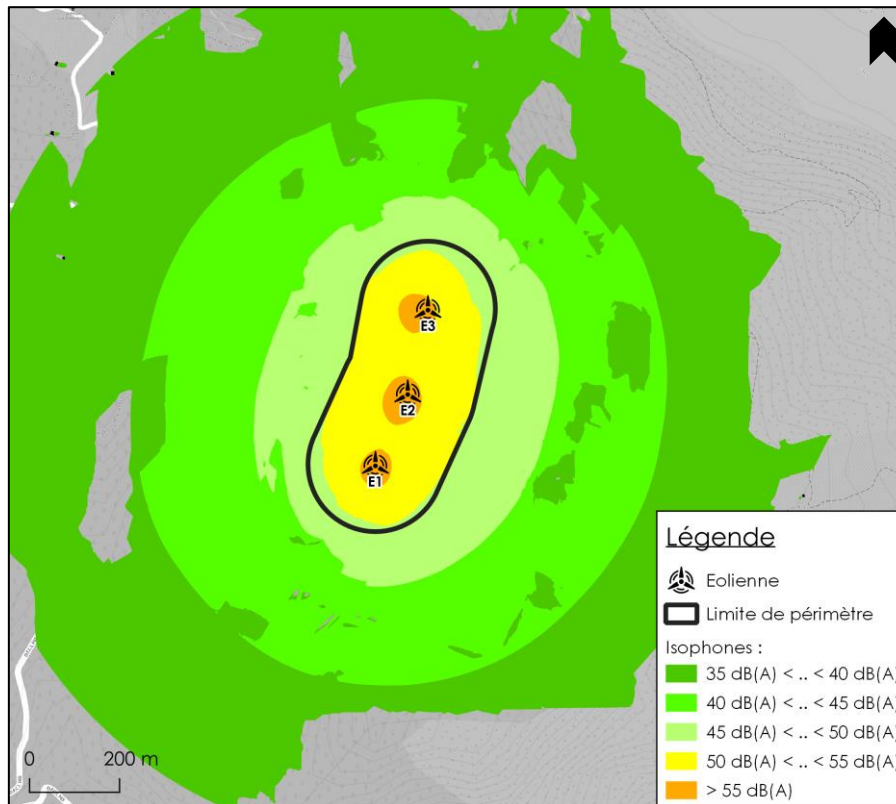 E3
E2
E1
Légende
Eolienne
Limite de périmètre
Isophones :
35 dB(A) < .. < 40 dB(A)
40 dB(A) < .. < 45 dB(A)
45 dB(A) < .. < 50 dB(A)
50 dB(A) < .. < 55 dB(A)
> 55 dB(A)
0 200 m